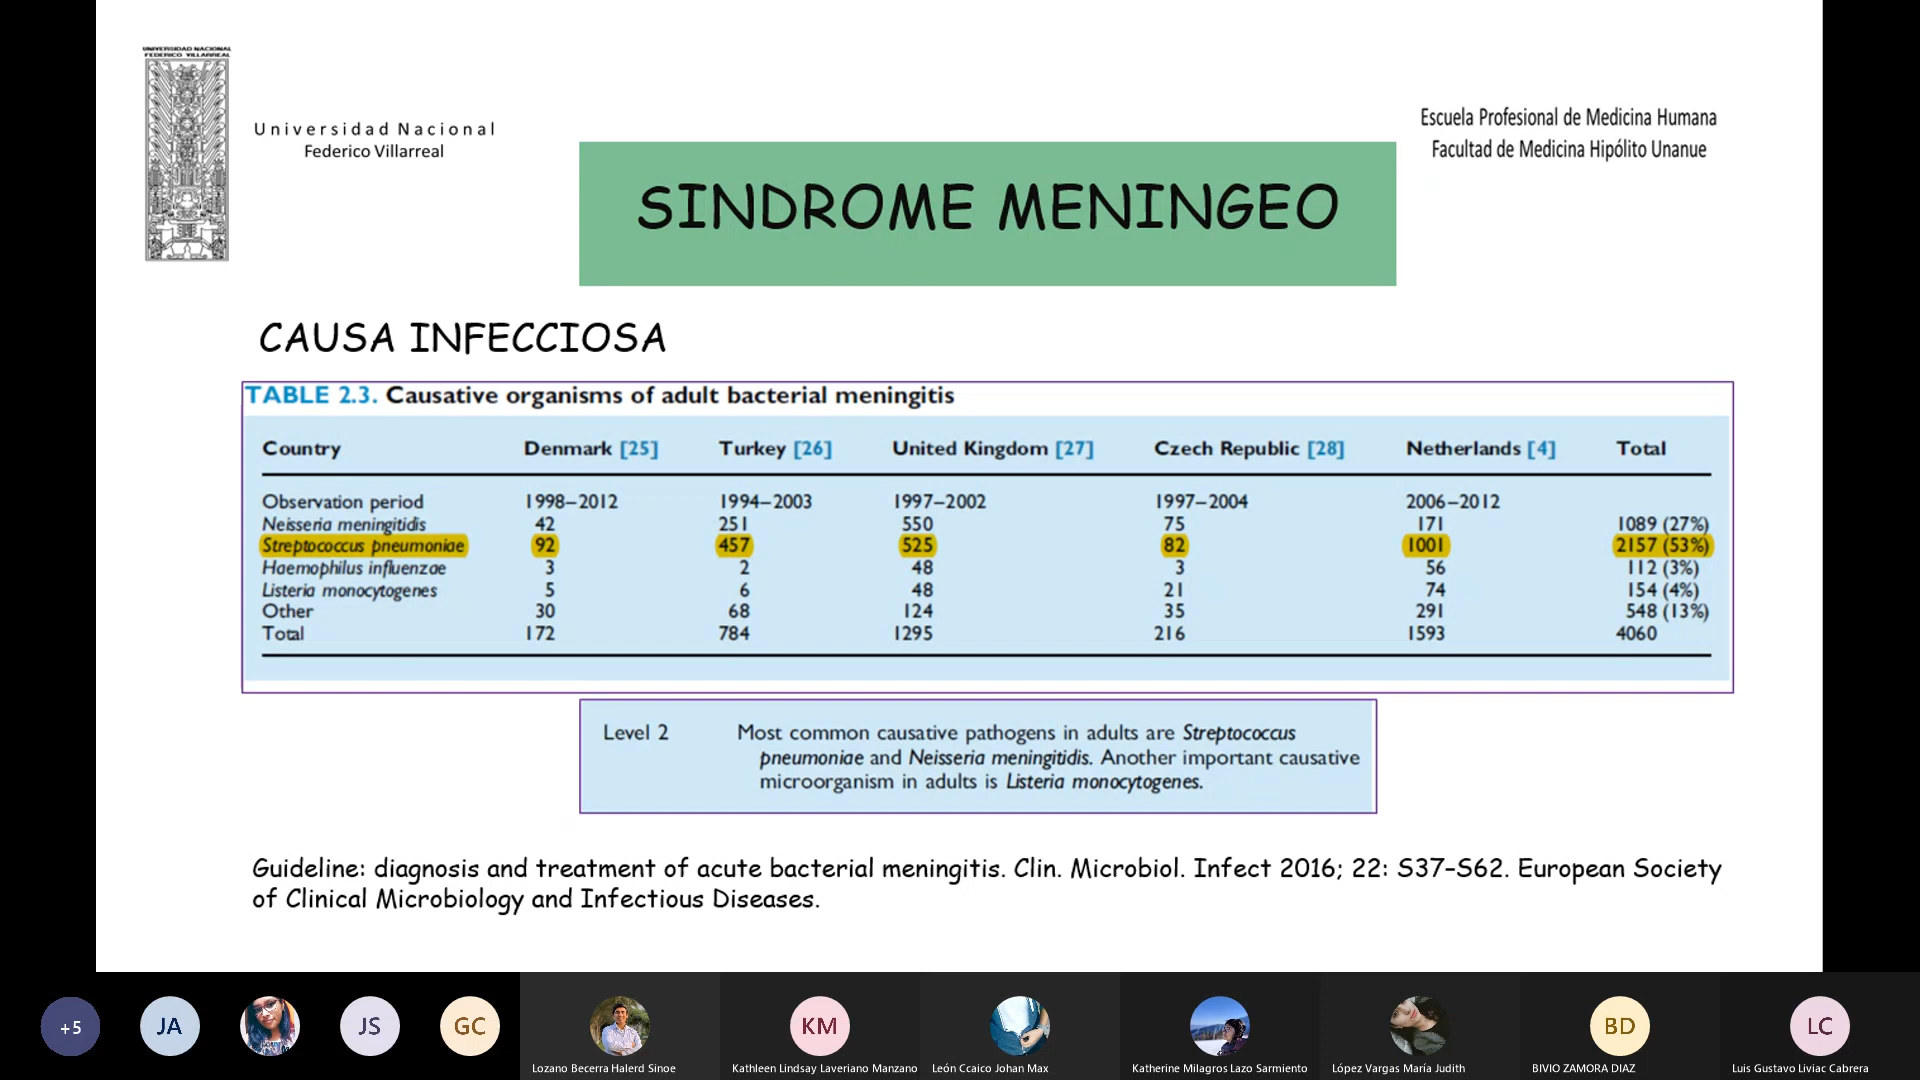 UNIVERSIDAD NACIONAL
FEDERICO VILLARREAL
Universidad Nacional
Federico Villarreal
Escuela Profesional de Medicina Humana
Facultad de Medicina Hipólito Unanue
SINDROME MENINGEO
CAUSA INFECCIOSA
TABLE 2.3. Causative organisms of adult bacterial meningitis
Country Denmark [25] Turkey [26] United Kingdom [27] Czech Republic [28] Netherlands [4] Total
Observation period 1998–2012 1994–2003 1997–2002 1997–2004 2006–2012
Neisseria meningitidis 42 251 550 75 171 1089 (27%)
Streptococcus pneumoniae 92 457 525 82 1001 2157 (53%)
Haemophilus influenzae 3 2 48 3 56 112 (3%)
Listeria monocytogenes 5 6 48 21 74 154 (4%)
Other 30 68 124 35 291 548 (13%)
Total 172 784 1295 216 1593 4060
Level 2 Most common causative pathogens in adults are Streptococcus
pneumoniae and Neisseria meningitidis. Another important causative
microorganism in adults is Listeria monocytogenes.
Guideline: diagnosis and treatment of acute bacterial meningitis. Clin. Microbiol. Infect 2016; 22: S37–S62. European Society
of Clinical Microbiology and Infectious Diseases.
+5 JA JS GC KM BD LC
Lozano Becerra Halerd Sinoe Kathleen Lindsay Laveriano Manzano León Ccaico Johan Max Katherine Milagros Lazo Sarmiento López Vargas María Judith BIVIO ZAMORA DIAZ Luis Gustavo Liviac Cabrera